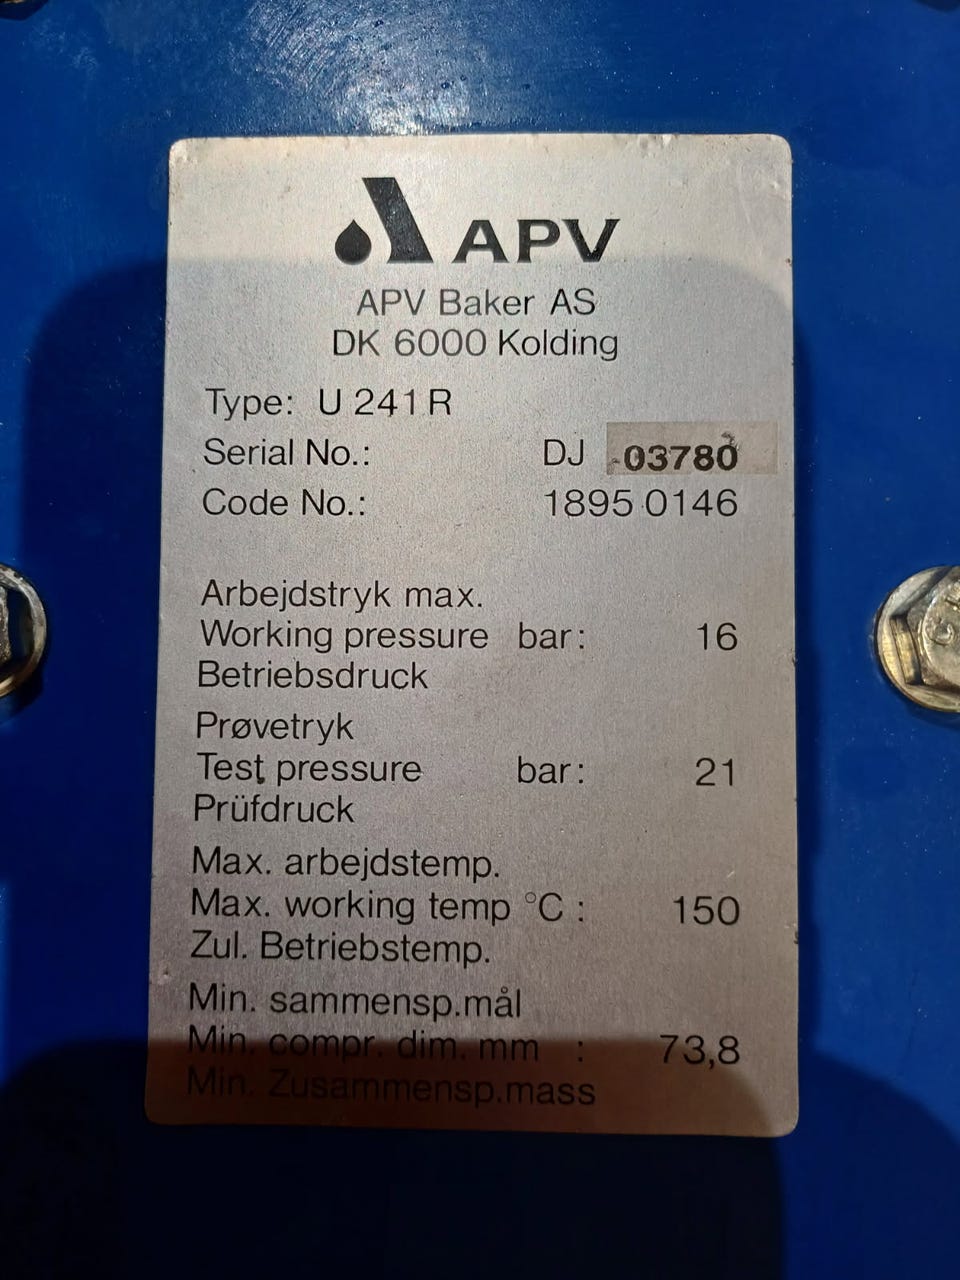 APV
APV Baker AS
DK 6000 Kolding
Type: U 241 R
Serial No.: DJ 03780
Code No.: 1895 0146
Arbejdstryk max.
Working pressure bar: 16
Betriebsdruck
Prøvetryk
Test pressure bar: 21
Prüfdruck
Max. arbejdstemp.
Max. working temp °C : 150
Zul. Betriebstemp.
Min. sammensp.mål
Min. compr. dim. mm : 73,8
Min. Zusammensp.mass